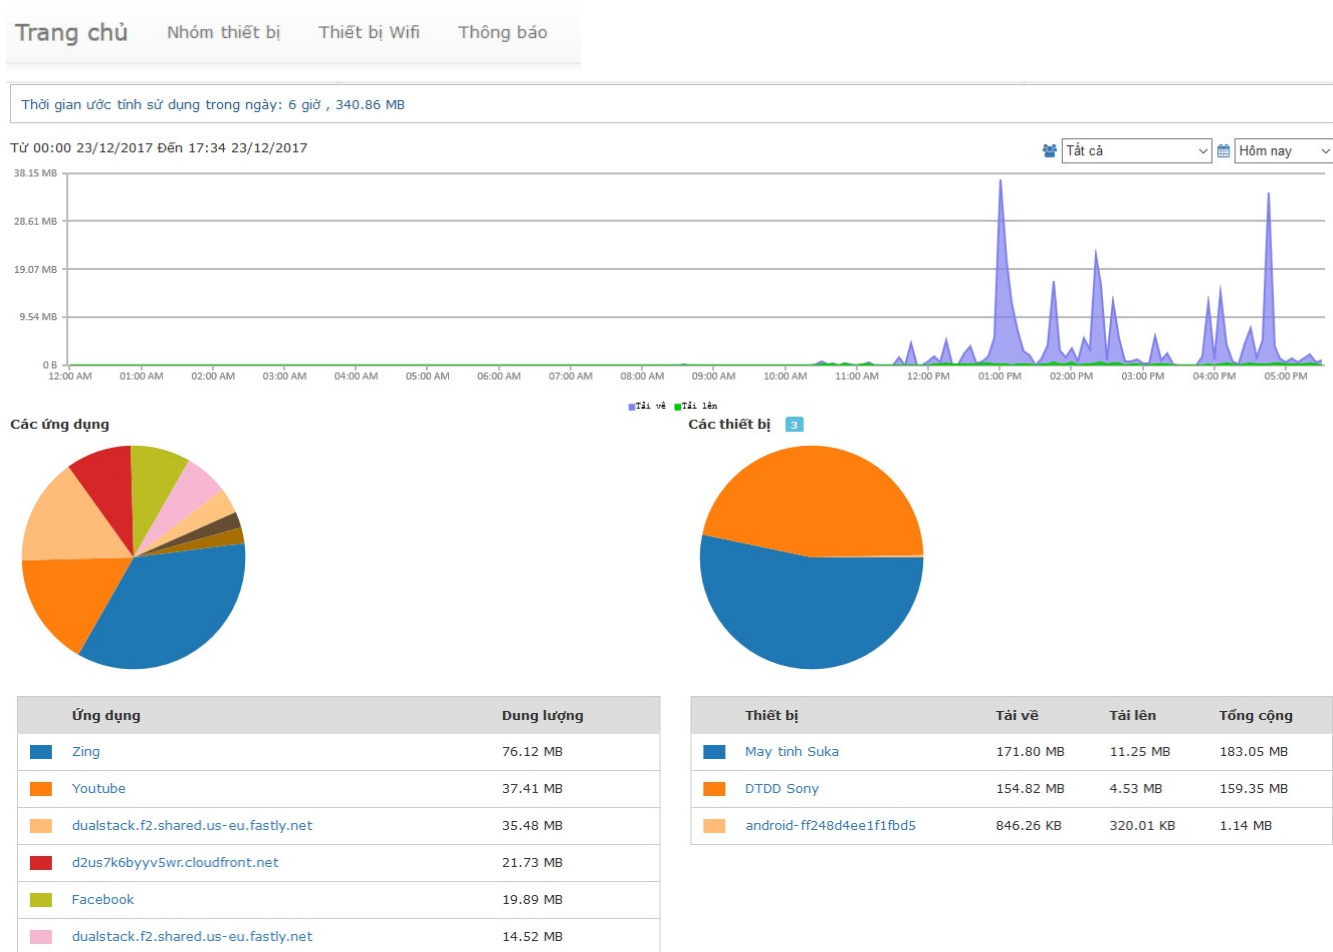 Trang chủ Nhóm thiết bị Thiết bị Wifi Thông báo
Thời gian ước tính sử dụng trong ngày: 6 giờ , 340.86 MB
Từ 00:00 23/12/2017 Đến 17:34 23/12/2017 Tất cả Hôm nay
38.15 MB
28.61 MB
19.07 MB
9.54 MB
0 B
12:00 AM 01:00 AM 02:00 AM 03:00 AM 04:00 AM 05:00 AM 06:00 AM 07:00 AM 08:00 AM 09:00 AM 10:00 AM 11:00 AM 12:00 PM 01:00 PM 02:00 PM 03:00 PM 04:00 PM 05:00 PM
Tải về Tải lên
Các ứng dụng
Các thiết bị 3
Ứng dụng Dung lượng
Zing 76.12 MB
Youtube 37.41 MB
dualstack.f2.shared.us-eu.fastly.net 35.48 MB
d2us7k6byyv5wr.cloudfront.net 21.73 MB
Facebook 19.89 MB
dualstack.f2.shared.us-eu.fastly.net 14.52 MB
Thiết bị Tải về Tải lên Tổng cộng
May tinh Suka 171.80 MB 11.25 MB 183.05 MB
DTDD Sony 154.82 MB 4.53 MB 159.35 MB
android-ff248d4ee1f1fbd5 846.26 KB 320.01 KB 1.14 MB